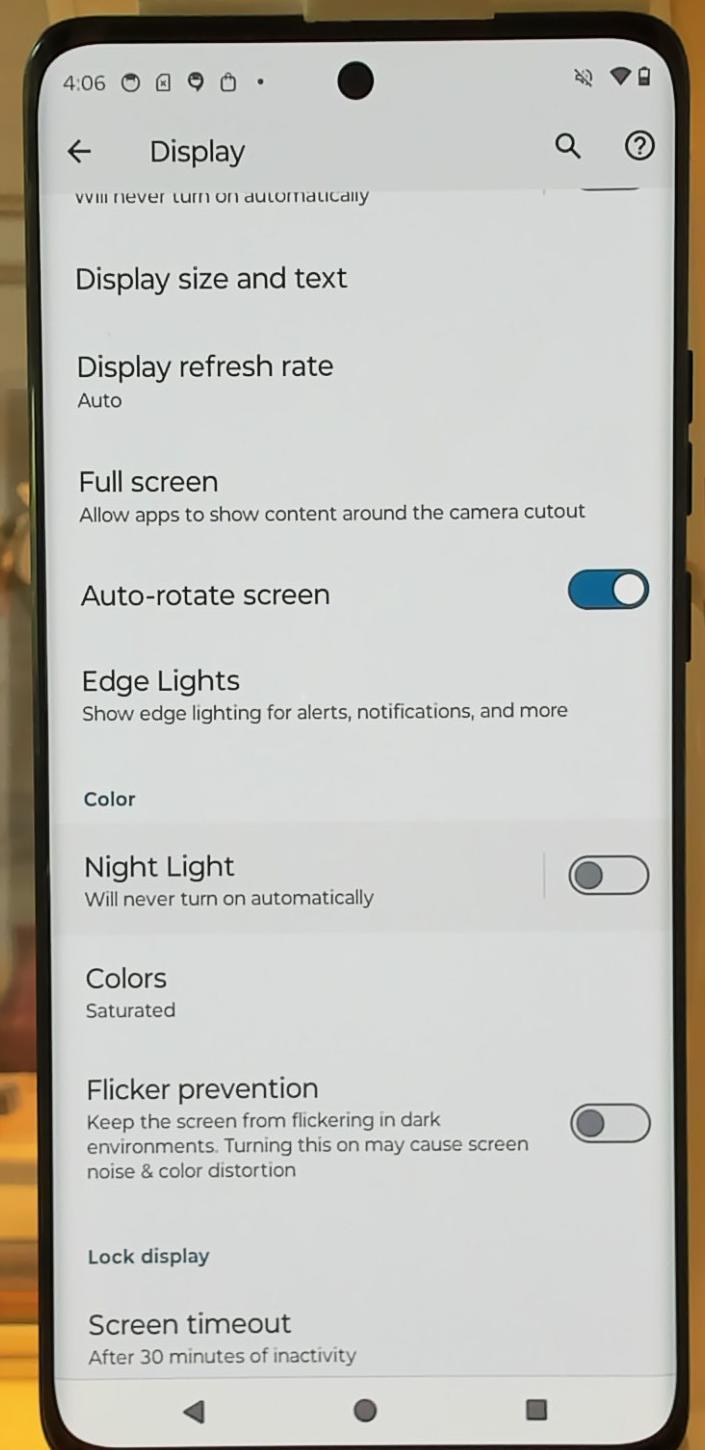 4:06
Display
Will never turn on automatically
Display size and text
Display refresh rate
Auto
Full screen
Allow apps to show content around the camera cutout
Auto-rotate screen
Edge Lights
Show edge lighting for alerts, notifications, and more
Color
Night Light
Will never turn on automatically
Colors
Saturated
Flicker prevention
Keep the screen from flickering in dark
environments. Turning this on may cause screen
noise & color distortion
Lock display
Screen timeout
After 30 minutes of inactivity